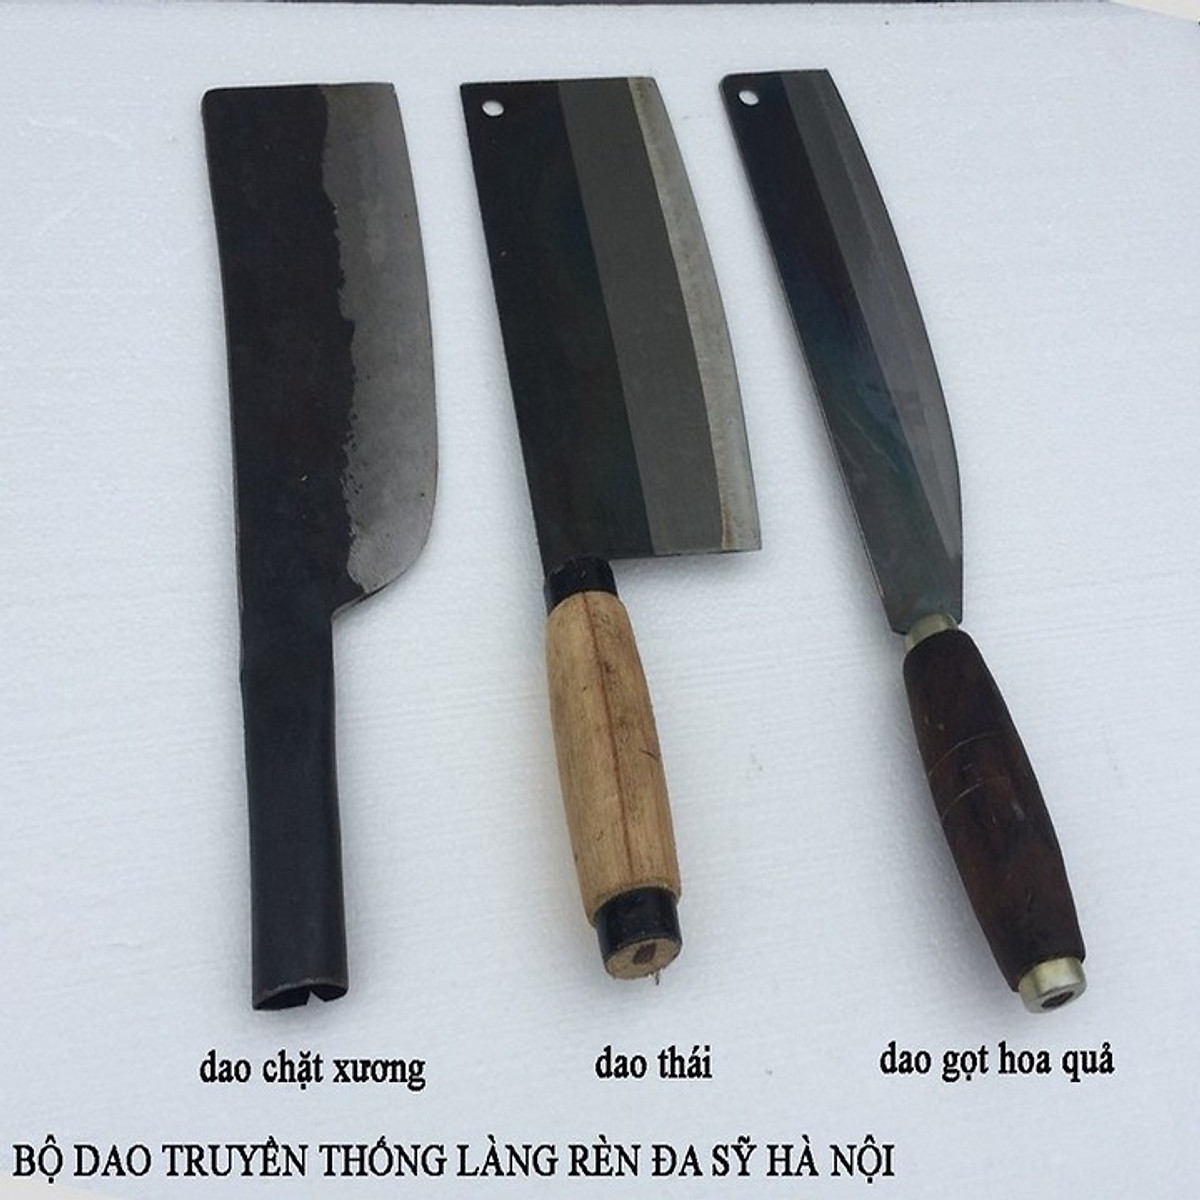 dao chặt xương
dao thái
dao gọt hoa quả
BỘ DAO TRUYỀN THỐNG LÀNG RÈN ĐA SỸ HÀ NỘI